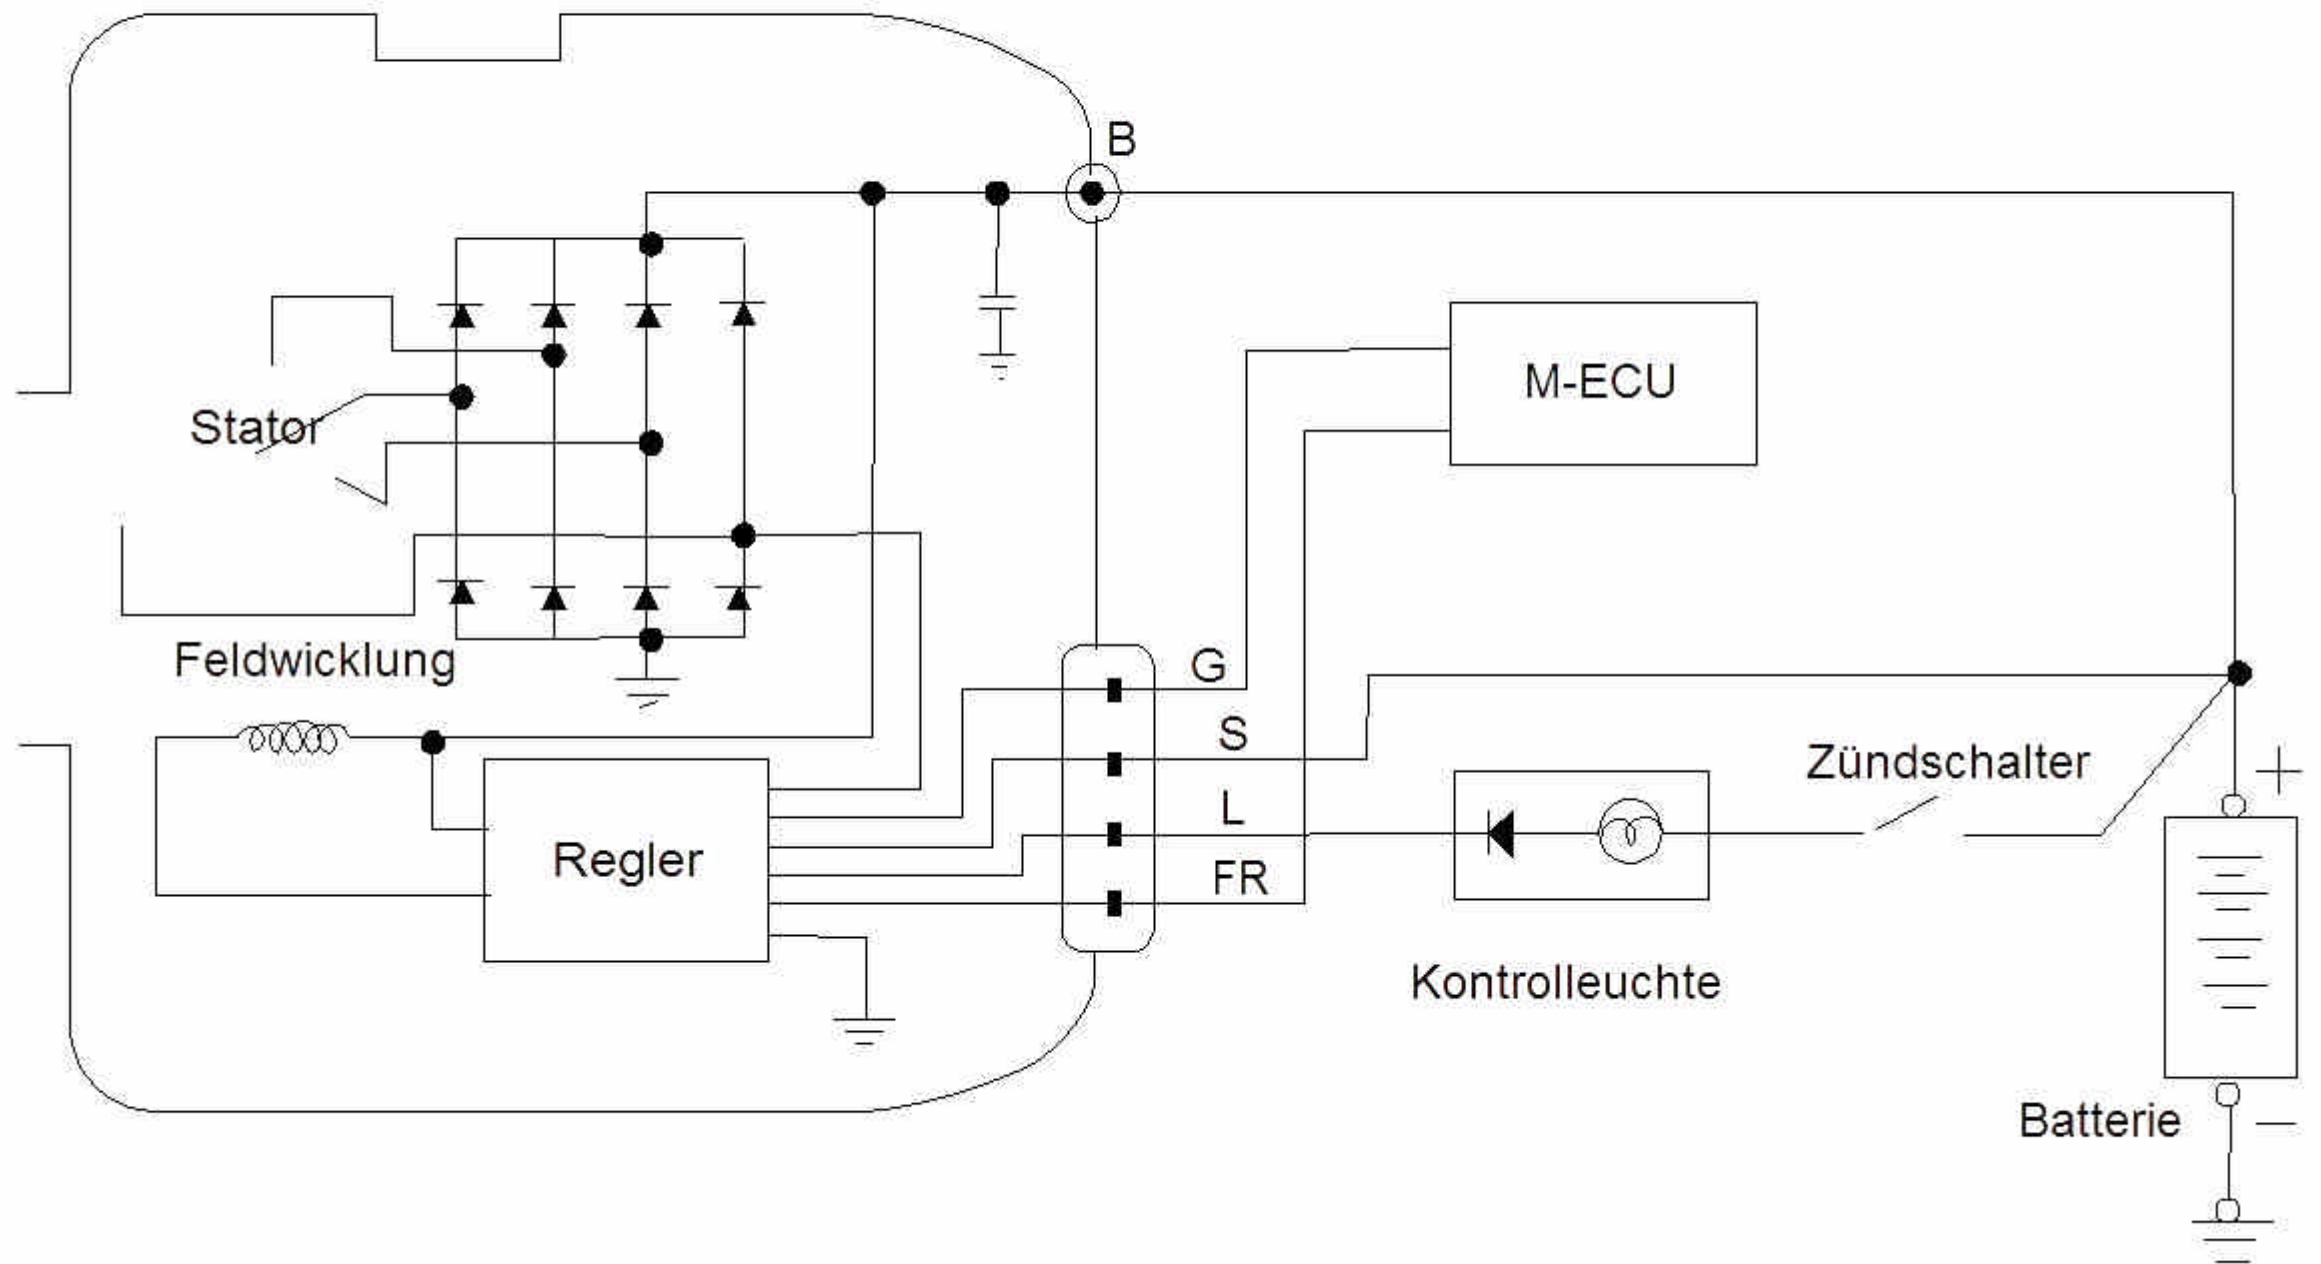 B
M-ECU
Stator
Feldwicklung
G
S
Zündschalter
+
L
Regler
FR
Kontrolleuchte
Batterie
—